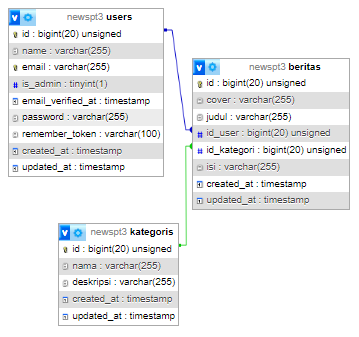 newspt3 users
id : bigint(20) unsigned
name : varchar(255)
email : varchar(255)
is_admin : tinyint(1)
email_verified_at : timestamp
password : varchar(255)
remember_token : varchar(100)
created_at : timestamp
updated_at : timestamp
newspt3 beritas
id : bigint(20) unsigned
cover : varchar(255)
judul : varchar(255)
id_user : bigint(20) unsigned
id_kategori : bigint(20) unsigned
isi : varchar(255)
created_at : timestamp
updated_at : timestamp
newspt3 kategoris
id : bigint(20) unsigned
nama : varchar(255)
deskripsi : varchar(255)
created_at : timestamp
updated_at : timestamp